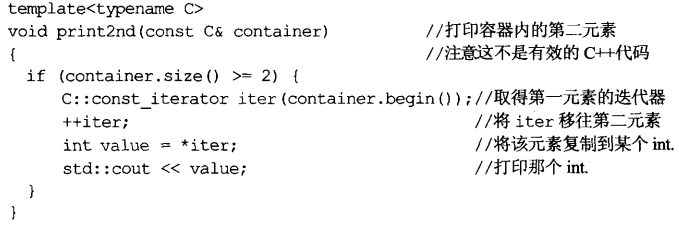 template<typename C>
void print2nd(const C& container) //打印容器内的第二元素
{ //注意这不是有效的 C++代码
if (container.size() >= 2) {
C::const_iterator iter(container.begin());//取得第一元素的迭代器
++iter; //将 iter 移往第二元素
int value = *iter; //将该元素复制到某个 int.
std::cout << value; //打印那个 int.
}
}